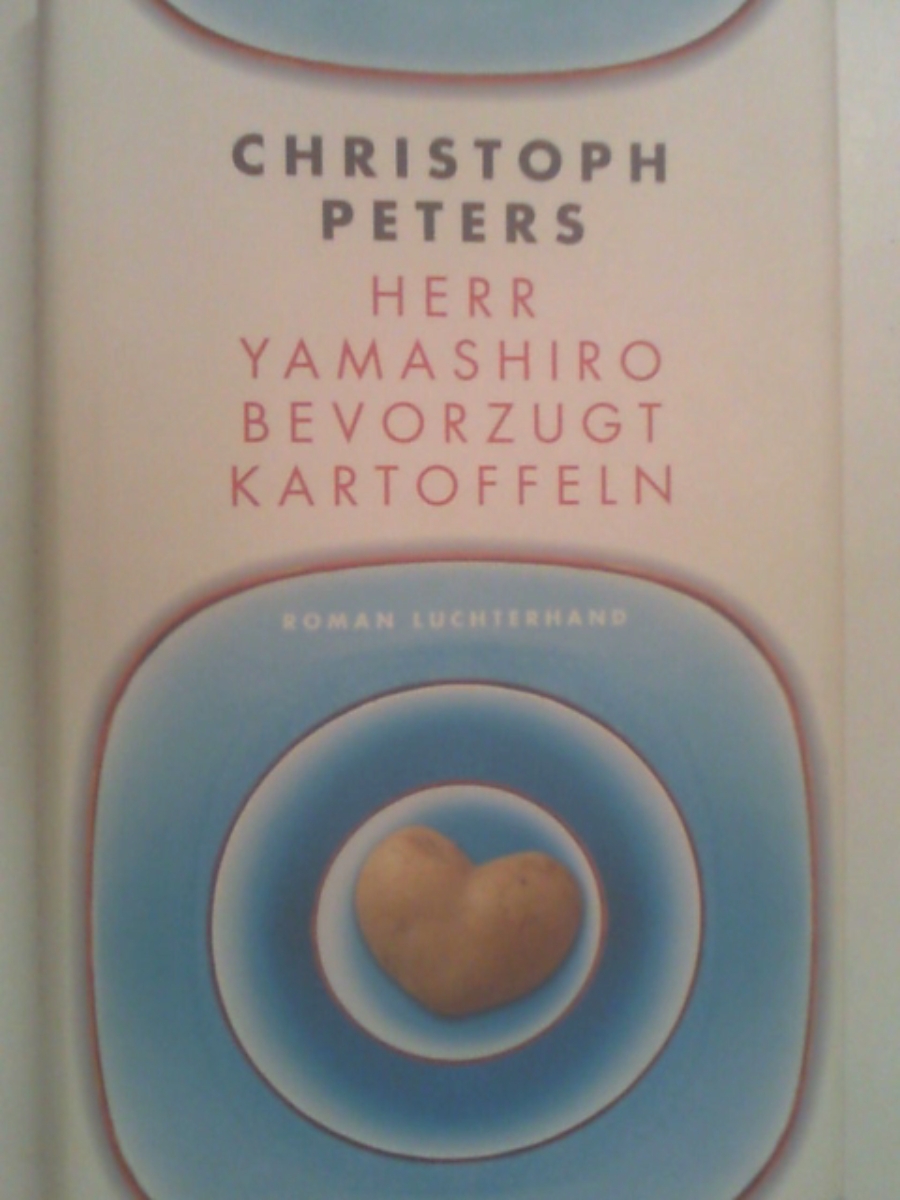 CHRISTOPH
PETERS
HERR
YAMASHIRO
BEVORZUGT
KARTOFFELN
ROMAN LUCHTERHAND